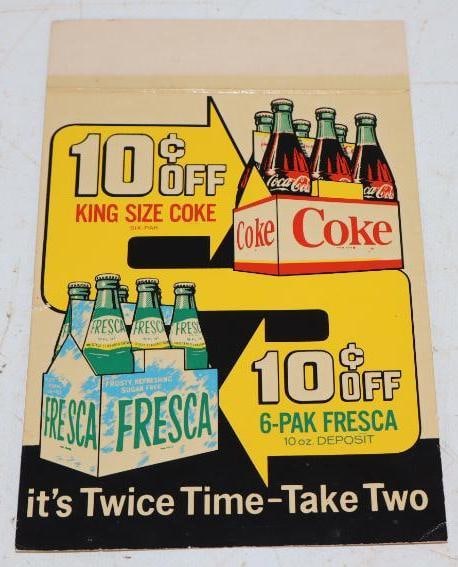 10¢ OFF
KING SIZE COKE
SIX-PAK
Coca-Cola
Coca-Cola
Coke
Coke
FRESCA
FRESCA
FRESCA
FROSTY, REFRESHING
SUGAR FREE
FRESCA
FRESCA
10¢ OFF
6-PAK FRESCA
10 oz. DEPOSIT
it's Twice Time-Take Two